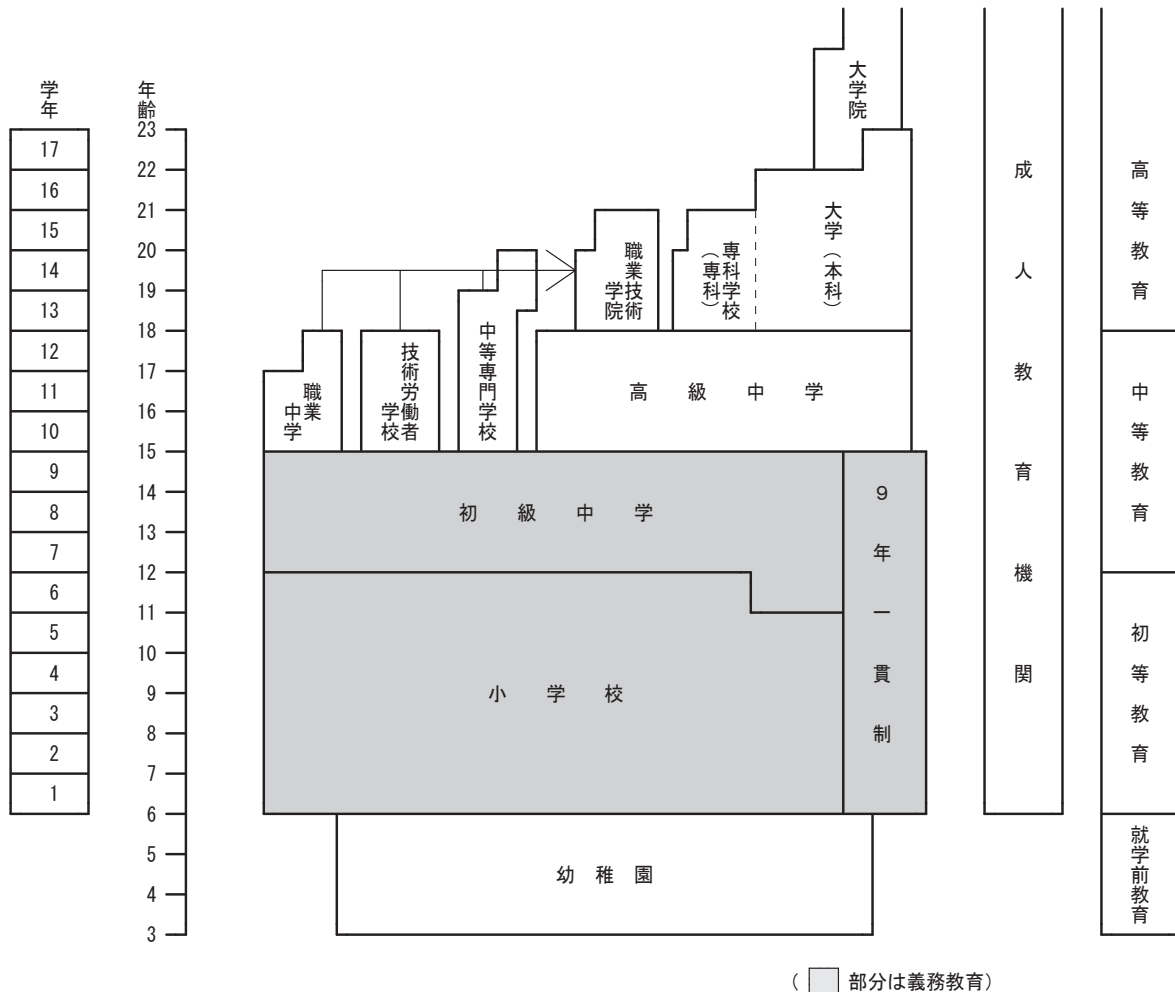 学年
17
16
15
14
13
12
11
10
9
8
7
6
5
4
3
2
1
年齢
23
22
21
20
19
18
17
16
15
14
13
12
11
10
9
8
7
6
5
4
3
大学院
大学（本科）
専科学校
（専科）
職業技術
学院
中等専門学校
技術労働者
学校
職業
中学
高級中学
初級中学
9年一貫制
小学校
幼稚園
成人教育機関
高等教育
中等教育
初等教育
就学前教育
（ 部分は義務教育）